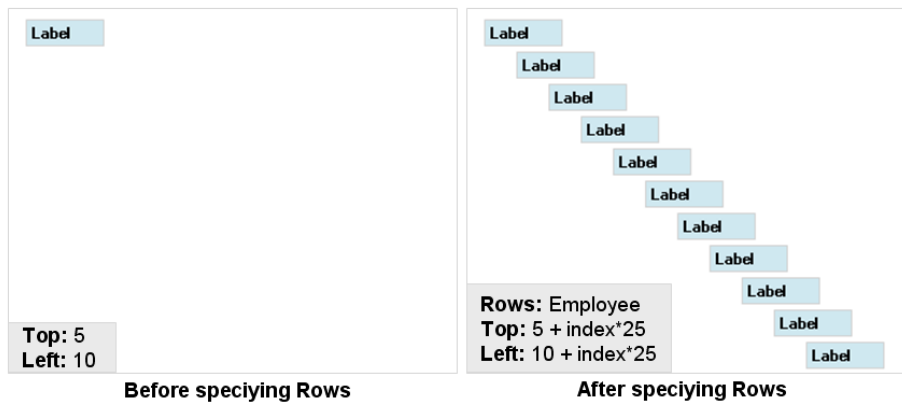 Label
Top: 5
Left: 10
Before speciying Rows
Label
Label
Label
Label
Label
Label
Label
Label
Label
Label
Label
Rows: Employee
Top: 5 + index*25
Left: 10 + index*25
After speciying Rows